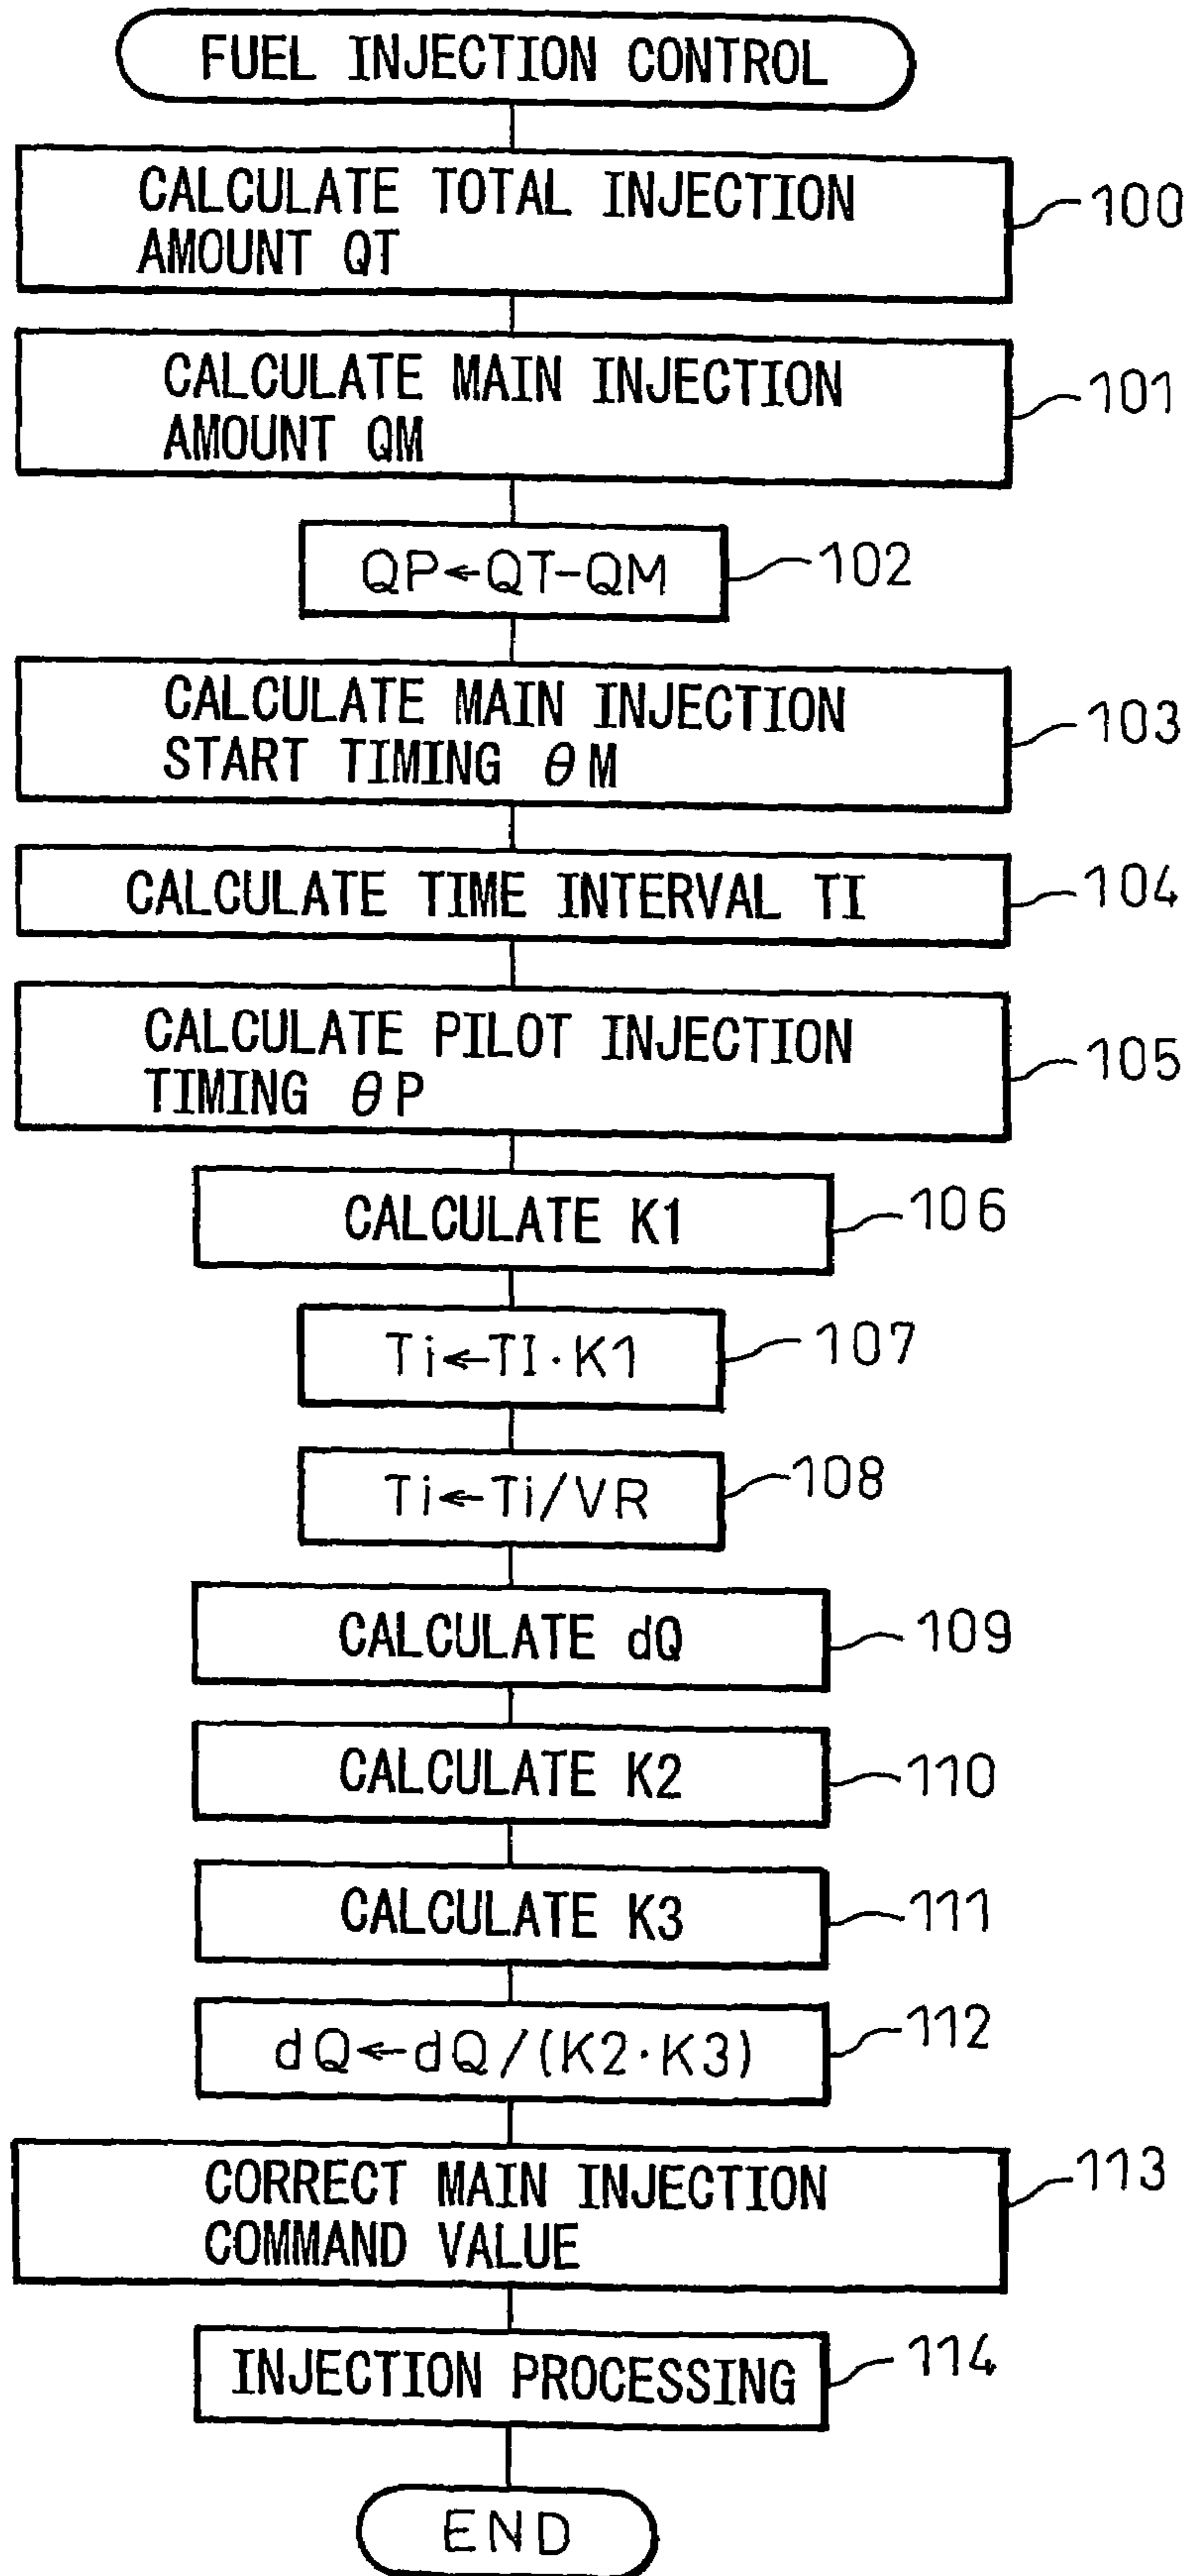 FUEL INJECTION CONTROL
CALCULATE TOTAL INJECTION
AMOUNT QT
100
CALCULATE MAIN INJECTION
AMOUNT QM
101
QP←QT-QM
102
CALCULATE MAIN INJECTION
START TIMING θM
103
CALCULATE TIME INTERVAL TI
104
CALCULATE PILOT INJECTION
TIMING θP
105
CALCULATE K1
106
Ti←TI·K1
107
Ti←Ti/VR
108
CALCULATE dQ
109
CALCULATE K2
110
CALCULATE K3
111
dQ←dQ/(K2·K3)
112
CORRECT MAIN INJECTION
COMMAND VALUE
113
INJECTION PROCESSING
114
END